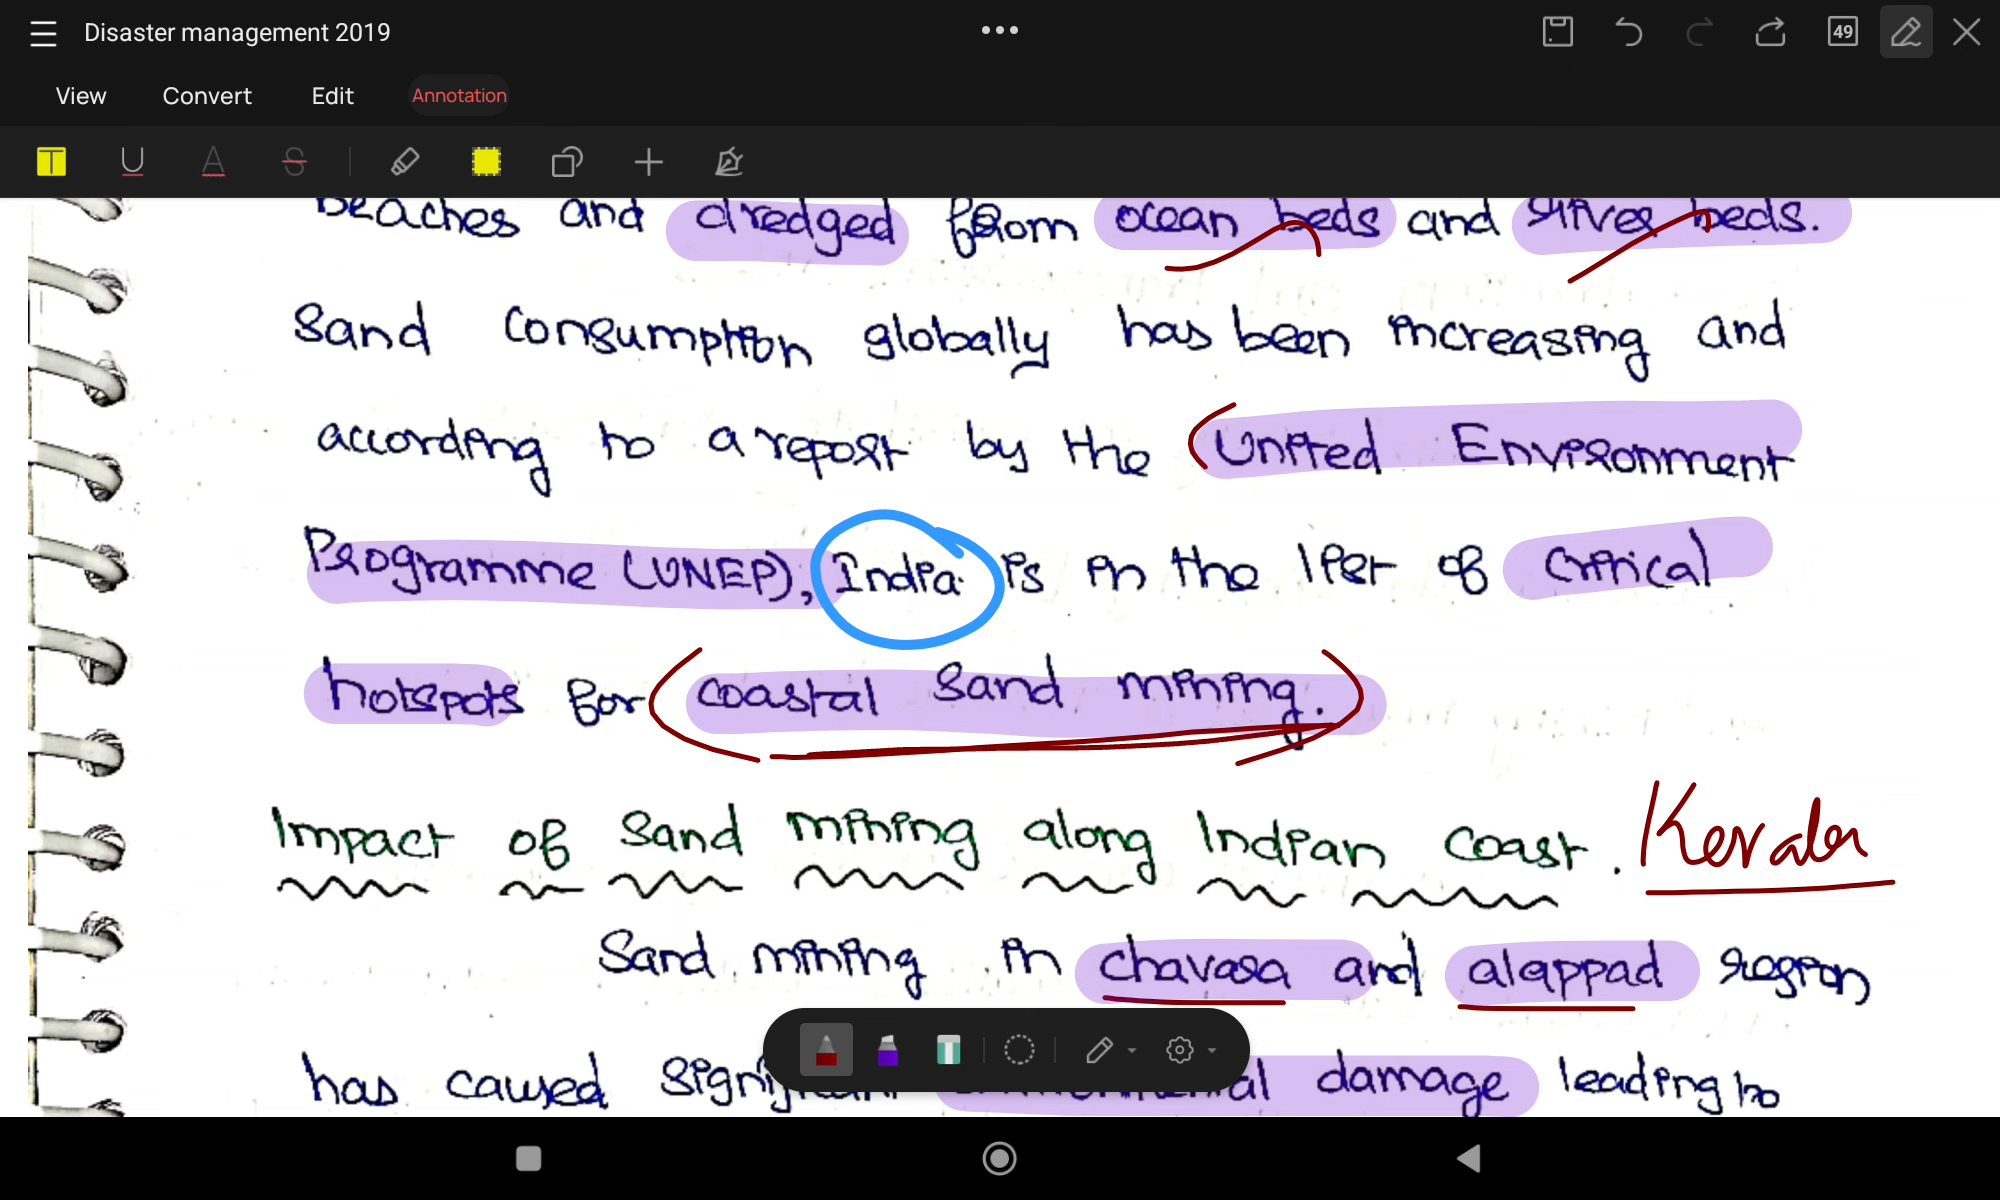 Disaster management 2019
49
View Convert Edit Annotation
beaches and dredged from ocean beds and river beds.
Sand consumption globally has been increasing and
according to a report by the United Environment
Programme (UNEP), India is in the list of critical
hotspots for coastal sand mining.
Impact of Sand mining along Indian coast. Kerala
Sand mining in chavara and alappad region
has caused significant environmental damage leading to